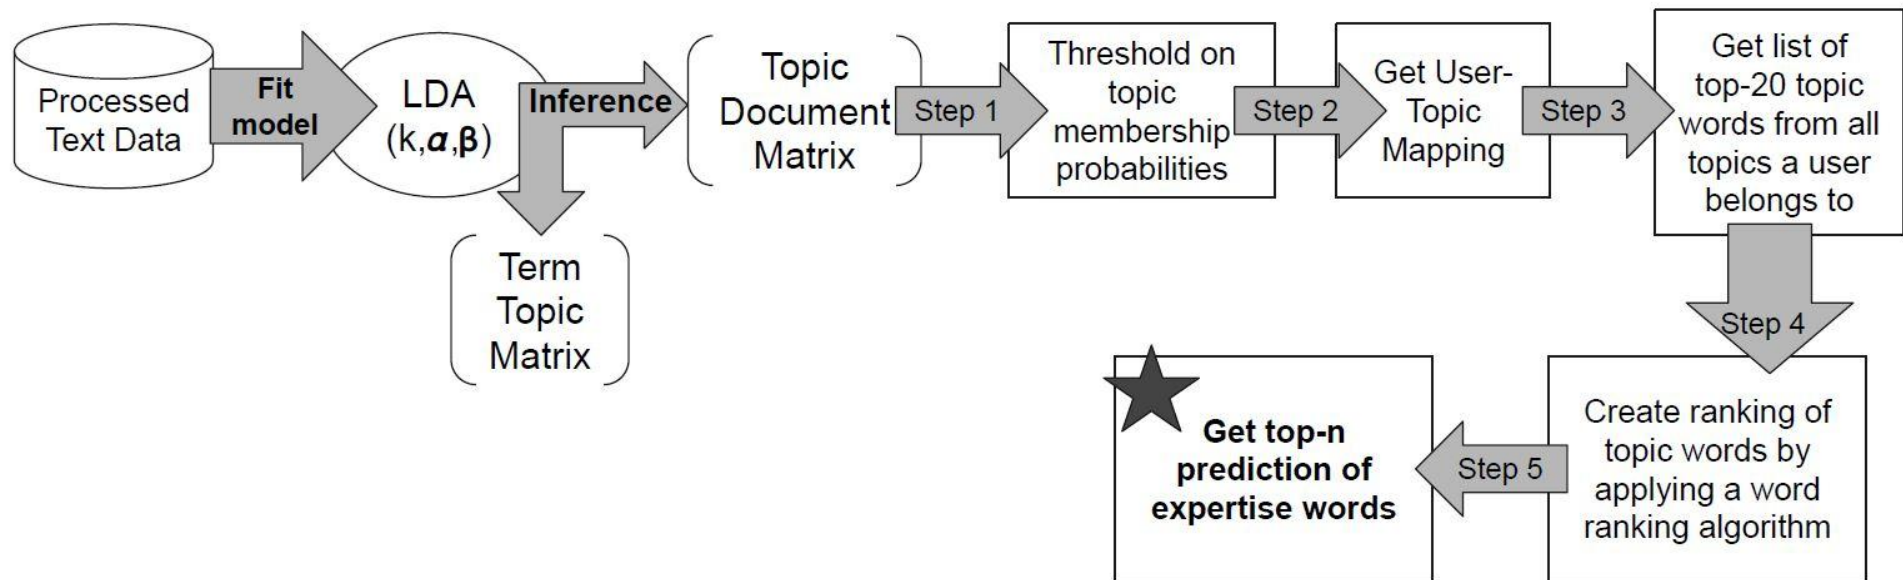 Processed
Text Data
Fit
model
LDA
(k,α,β)
Inference
Topic
Document
Matrix
Term
Topic
Matrix
Step 1
Threshold on
topic
membership
probabilities
Step 2
Get User-
Topic
Mapping
Step 3
Get list of
top-20 topic
words from all
topics a user
belongs to
Step 4
Create ranking of
topic words by
applying a word
ranking algorithm
Step 5
Get top-n
prediction of
expertise words